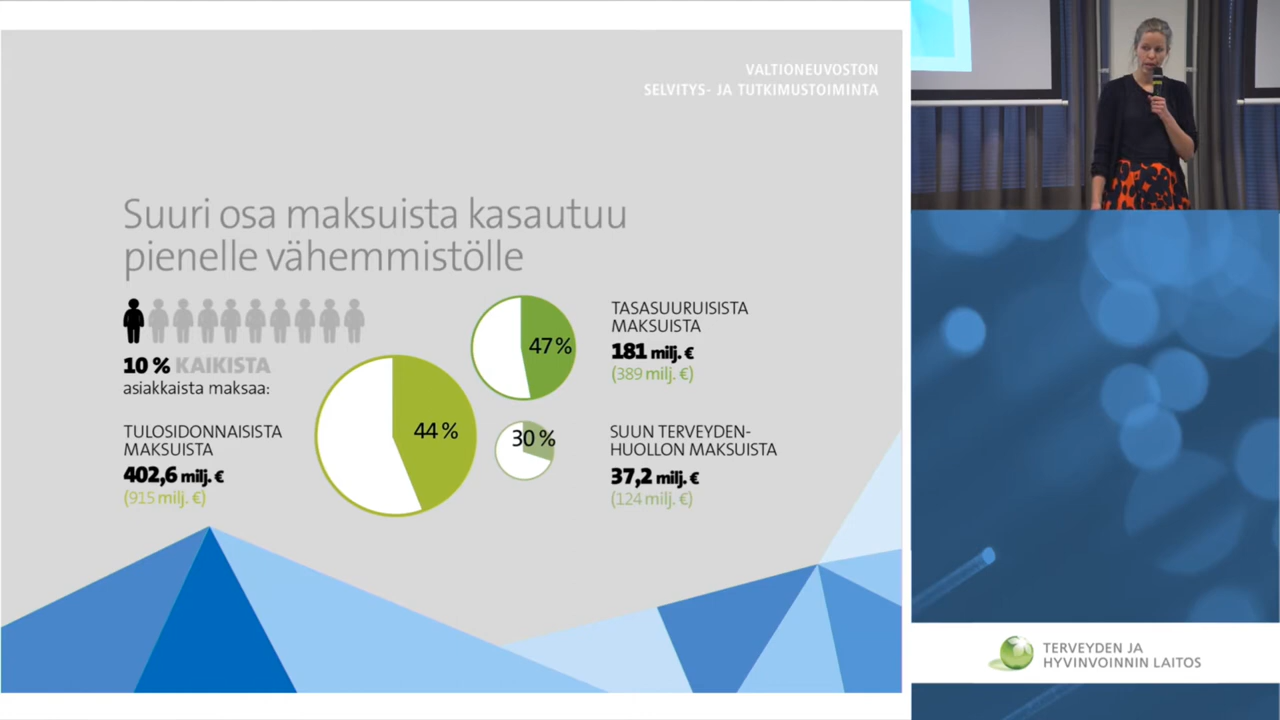 VALTIONEUVOSTON
SELVITYS- JA TUTKIMUSTOIMINTA
Suuri osa maksuista kasautuu
pienelle vähemmistölle
10 % KAIKISTA
asiakkaista maksaa:
TULOSIDONNAISISTA
MAKSUISTA
402,6 milj. €
(915 milj. €)
44 %
47 %
TASASUURUISISTA
MAKSUISTA
181 milj. €
(389 milj. €)
30 %
SUUN TERVEYDEN-
HUOLLON MAKSUISTA
37,2 milj. €
(124 milj. €)
TERVEYDEN JA
HYVINVOINNIN LAITOS